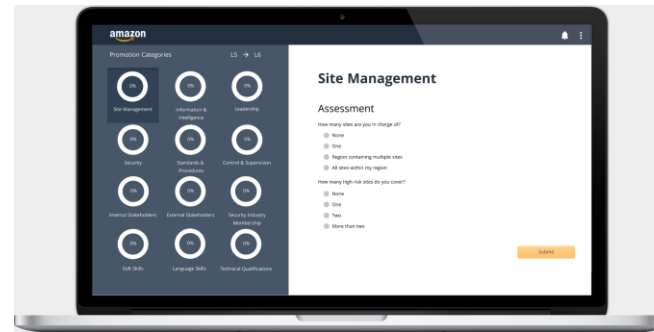 amazon
Promotion Categories L5 → L6
0% 0% 0%
Site Management Information & Intelligence Leadership
0% 0% 0%
Security Standards & Procedures Control & Supervision
0% 0% 0%
Internal Stakeholders External Stakeholders Security Industry Membership
0% 0% 0%
Soft Skills Language Skills Technical Qualifications
Site Management
Assessment
How many sites are you in charge of?
None
One
Region containing multiple sites
All sites within my region
How many high risk sites do you cover?
None
One
Two
More than two
Submit